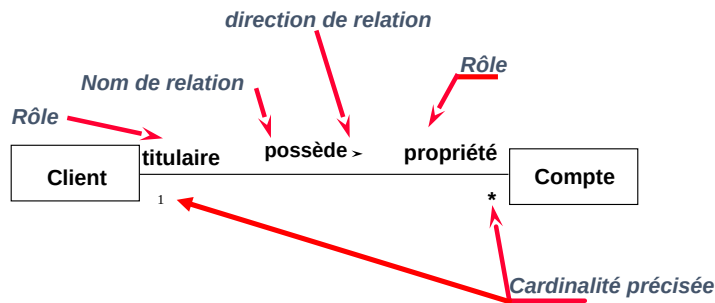 direction de relation
Nom de relation
Rôle
Rôle
titulaire
possède ➢
propriété
Client
Compte
1
*
Cardinalité précisée